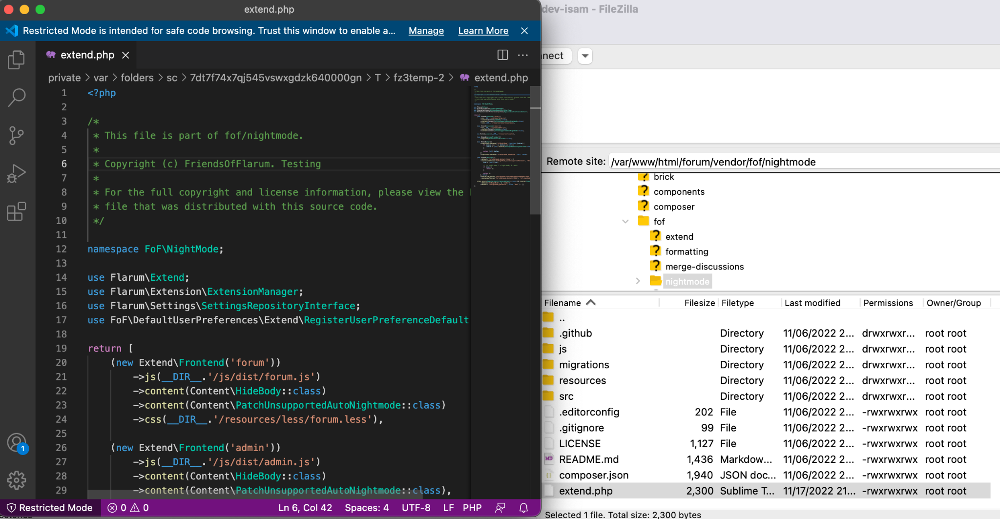 extend.php
Restricted Mode is intended for safe code browsing. Trust this window to enable a... Manage Learn More
extend.php
private > var > folders > sc > 7dt7f74x7qj545vswxgdzk640000gn > T > fz3temp-2 > extend.php
1 <?php
2
3 /*
4 * This file is part of fof/nightmode.
5 *
6 * Copyright (c) FriendsOfFlarum. Testing
7 *
8 * For the full copyright and license information, please view the
9 * file that was distributed with this source code.
10 */
11
12 namespace FoF\NightMode;
13
14 use Flarum\Extend;
15 use Flarum\Extension\ExtensionManager;
16 use Flarum\Settings\SettingsRepositoryInterface;
17 use FoF\DefaultUserPreferences\Extend\RegisterUserPreferenceDefault
18
19 return [
20 (new Extend\Frontend('forum'))
21 ->js(__DIR__.'/js/dist/forum.js')
22 ->content(Content\HideBody::class)
23 ->content(Content\PatchUnsupportedAutoNightmode::class)
24 ->css(__DIR__.'/resources/less/forum.less'),
25
26 (new Extend\Frontend('admin'))
27 ->js(__DIR__.'/js/dist/admin.js')
28 ->content(Content\HideBody::class)
29 ->content(Content\PatchUnsupportedAutoNightmode::class),
1
Restricted Mode 0 0 Ln 6, Col 42 Spaces: 4 UTF-8 LF PHP
dev-isam - FileZilla
nect
Remote site: /var/www/html/forum/vendor/fof/nightmode
brick
components
composer
fof
extend
formatting
merge-discussions
nightmode
Filename Filesize Filetype Last modified Permissions Owner/Group
..
.github Directory 11/06/2022 2... drwxrwxr... root root
js Directory 11/06/2022 2... drwxrwxr... root root
migrations Directory 11/06/2022 2... drwxrwxr... root root
resources Directory 11/06/2022 2... drwxrwxr... root root
src Directory 11/06/2022 2... drwxrwxr... root root
.editorconfig 202 File 11/06/2022 2... -rwxrwxrwx root root
.gitignore 99 File 11/06/2022 2... -rwxrwxrwx root root
LICENSE 1,127 File 11/06/2022 2... -rwxrwxrwx root root
README.md 1,436 Markdow... 11/06/2022 2... -rwxrwxrwx root root
composer.json 1,940 JSON doc... 11/06/2022 2... -rwxrwxrwx root root
extend.php 2,300 Sublime T... 11/17/2022 21... -rwxrwxrwx root root
Selected 1 file. Total size: 2,300 bytes